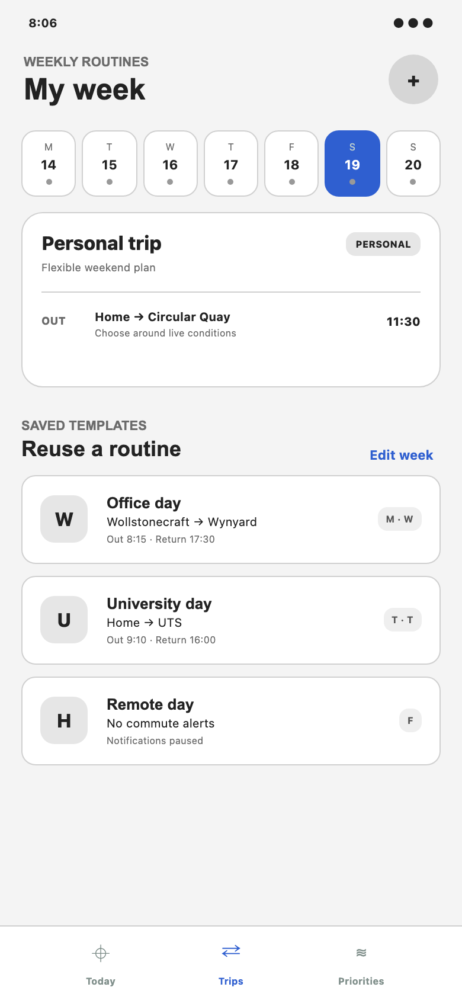 8:06
WEEKLY ROUTINES
My week
+
M T W T F S S
14 15 16 17 18 19 20
Personal trip
PERSONAL
Flexible weekend plan
OUT
Home → Circular Quay
11:30
Choose around live conditions
SAVED TEMPLATES
Reuse a routine
Edit week
W
Office day
Wollstonecraft → Wynyard
Out 8:15 · Return 17:30
M · W
U
University day
Home → UTS
Out 9:10 · Return 16:00
T · T
H
Remote day
No commute alerts
Notifications paused
F
Today
Trips
Priorities